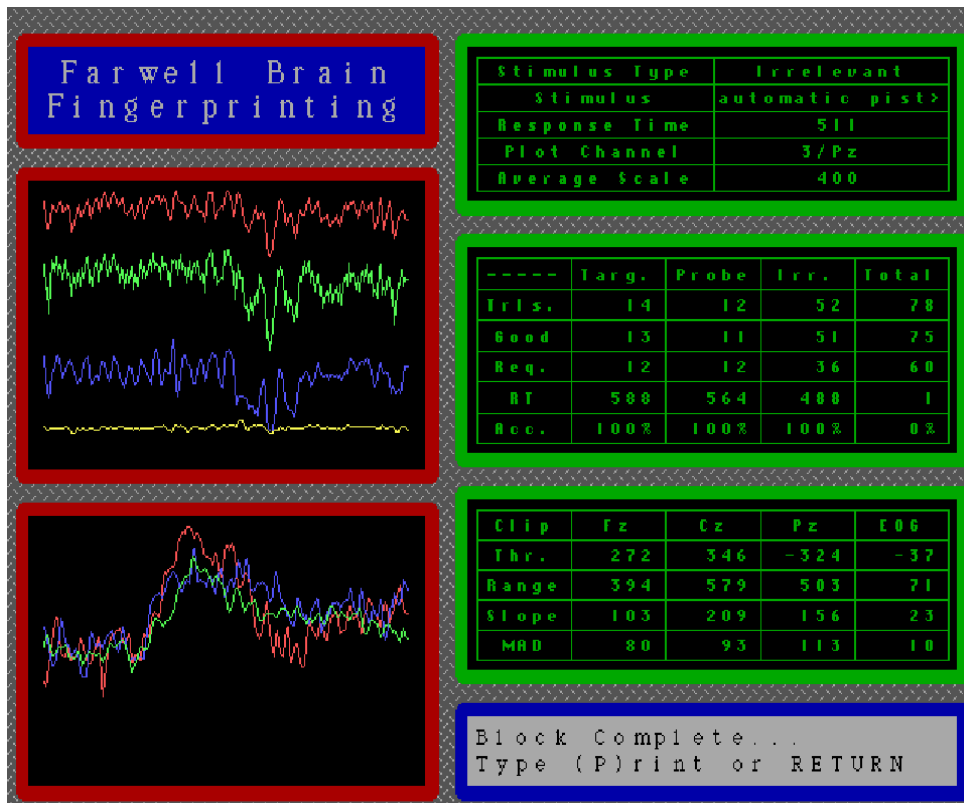 Farwell Brain
Fingerprinting
Stimulus Type Irrelevant
Stimulus automatic pist>
Response Time 511
Plot Channel 3/Pz
Average Scale 400
----- Targ. Probe Irr. Total
Trls. 14 12 52 78
Good 13 11 51 75
Req. 12 12 36 60
RT 588 564 488 1
Acc. 100% 100% 100% 0%
Clip Fz Cz Pz EOG
Thr. 272 346 -324 -37
Range 394 579 503 71
Slope 103 209 156 23
MAD 80 93 113 10
Block Complete...
Type (P)rint or RETURN